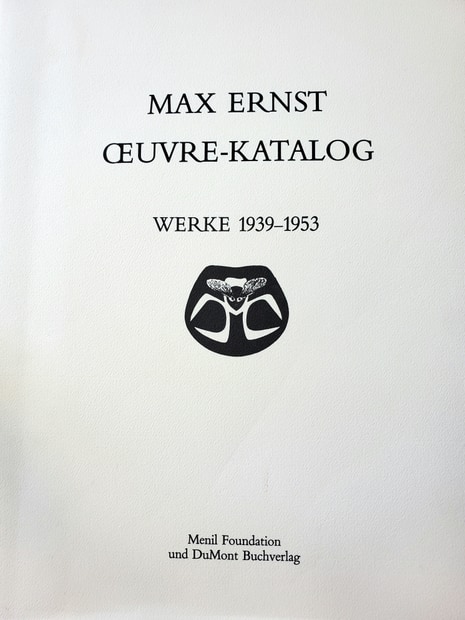 MAX ERNST
ŒUVRE-KATALOG
WERKE 1939–1953
Menil Foundation
und DuMont Buchverlag